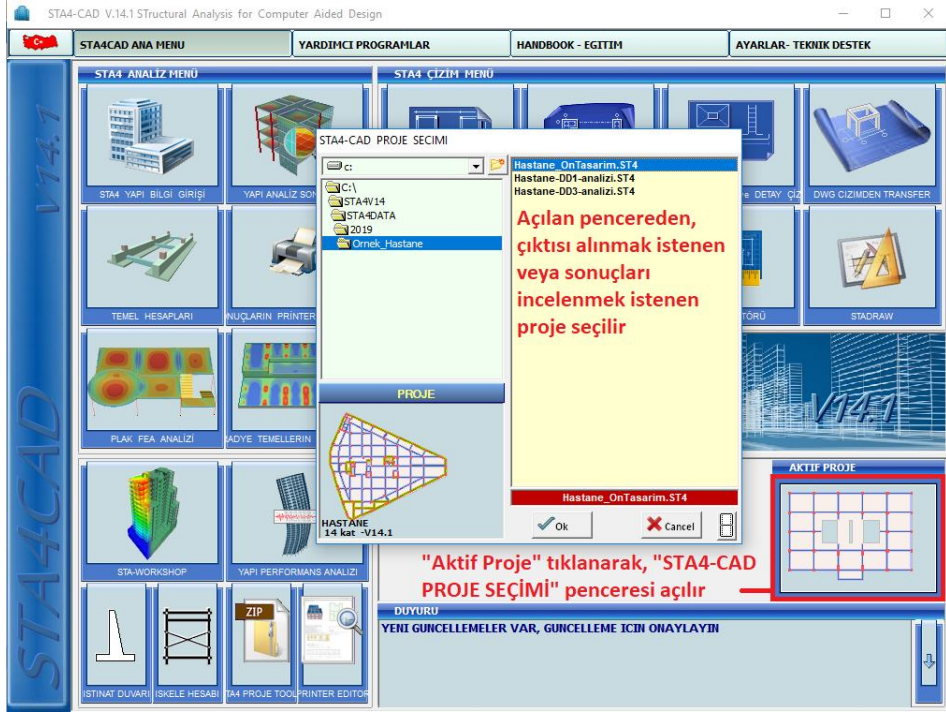 STA4-CAD V.14.1 STructural Analysis for Computer Aided Design
STA4CAD ANA MENU
YARDIMCI PROGRAMLAR
HANDBOOK - EGITIM
AYARLAR- TEKNIK DESTEK
V14.1
STA4CAD
STA4 ANALİZ MENÜ
STA4 ÇİZİM MENÜ
STA4 YAPI BİLGİ GİRİŞİ
YAPI ANALİZ SON
e DETAY ÇİZ
DWG CIZIMDEN TRANSFER
TEMEL HESAPLARI
NUÇLARIN PRİNTER
TÖRÜ
STADRAW
PLAK FEA ANALİZİ
RADYE TEMELLERIN
V14.1
STA4-CAD PROJE SECIMI
c:
C:\
STA4V14
STA4DATA
2019
Ornek_Hastane
Hastane_OnTasarim.ST4
Hastane-DD1-analizi.ST4
Hastane-DD3-analizi.ST4
Açılan pencereden,
çıktısı alınmak istenen
veya sonuçları
incelenmek istenen
proje seçilir
PROJE
HASTANE
14 kat -V14.1
Hastane_OnTasarim.ST4
Ok
Cancel
AKTIF PROJE
STA-WORKSHOP
YAPI PERFORMANS ANALIZI
"Aktif Proje" tıklanarak, "STA4-CAD
PROJE SEÇİMİ" penceresi açılır
ZIP
ISTINAT DUVARI
ISKELE HESABI
TA4 PROJE TOOL
PRINTER EDITOR
DUYURU
YENI GUNCELLEMELER VAR, GUNCELLEME ICIN ONAYLAYIN